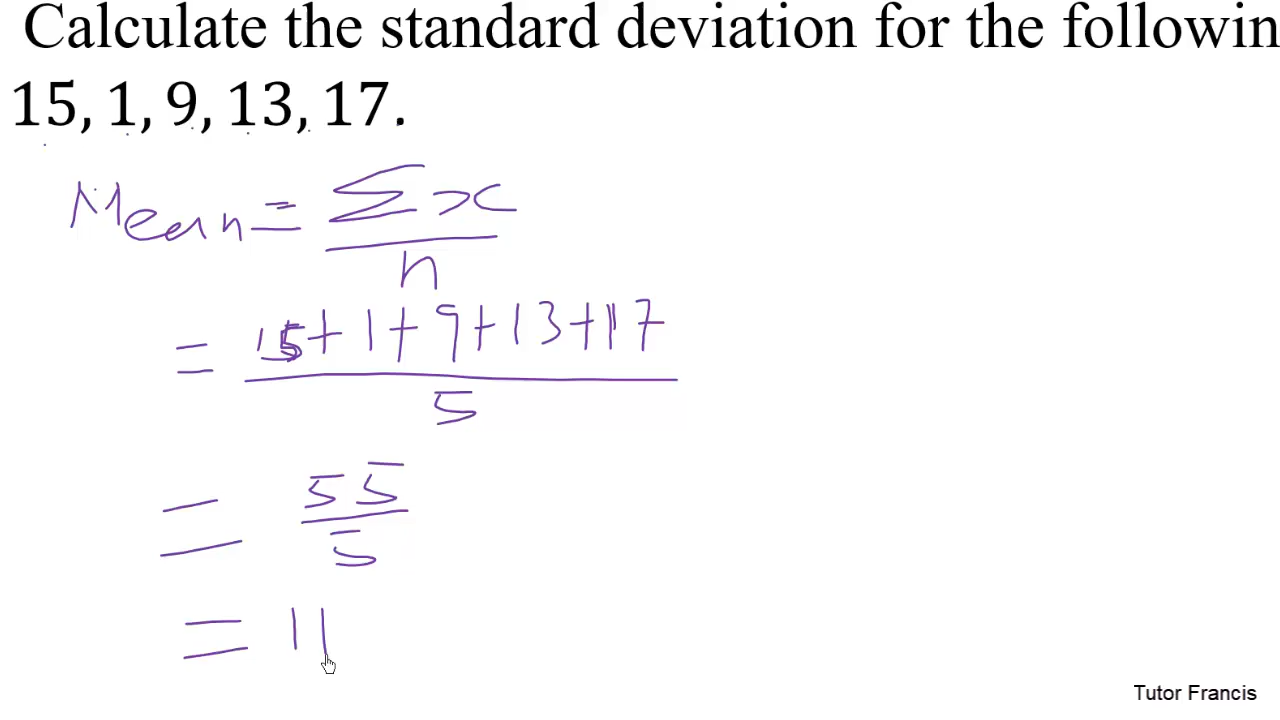 Calculate the standard deviation for the followin
15, 1, 9, 13, 17.
Mean = Σx
n
= 15+1+9+13+17
5
= 55
5
= 11
Tutor Francis